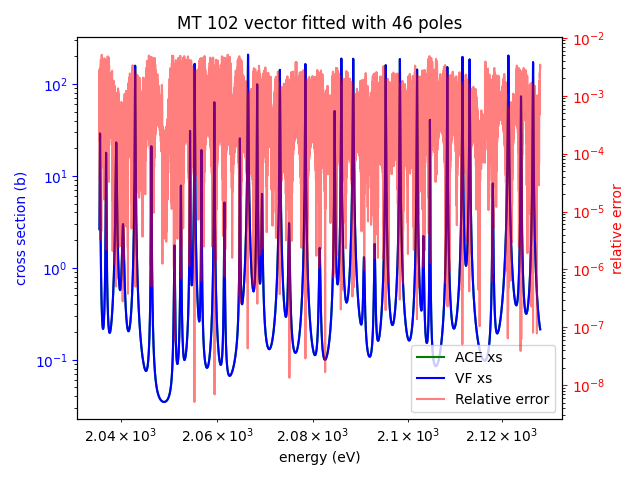 MT 102 vector fitted with 46 poles
cross section (b)
10² 10¹ 10⁰ 10⁻¹
10⁻² 10⁻³ 10⁻⁴ 10⁻⁵ 10⁻⁶ 10⁻⁷ 10⁻⁸
relative error
ACE xs
VF xs
Relative error
2.04 × 10³ 2.06 × 10³ 2.08 × 10³ 2.1 × 10³ 2.12 × 10³
energy (eV)